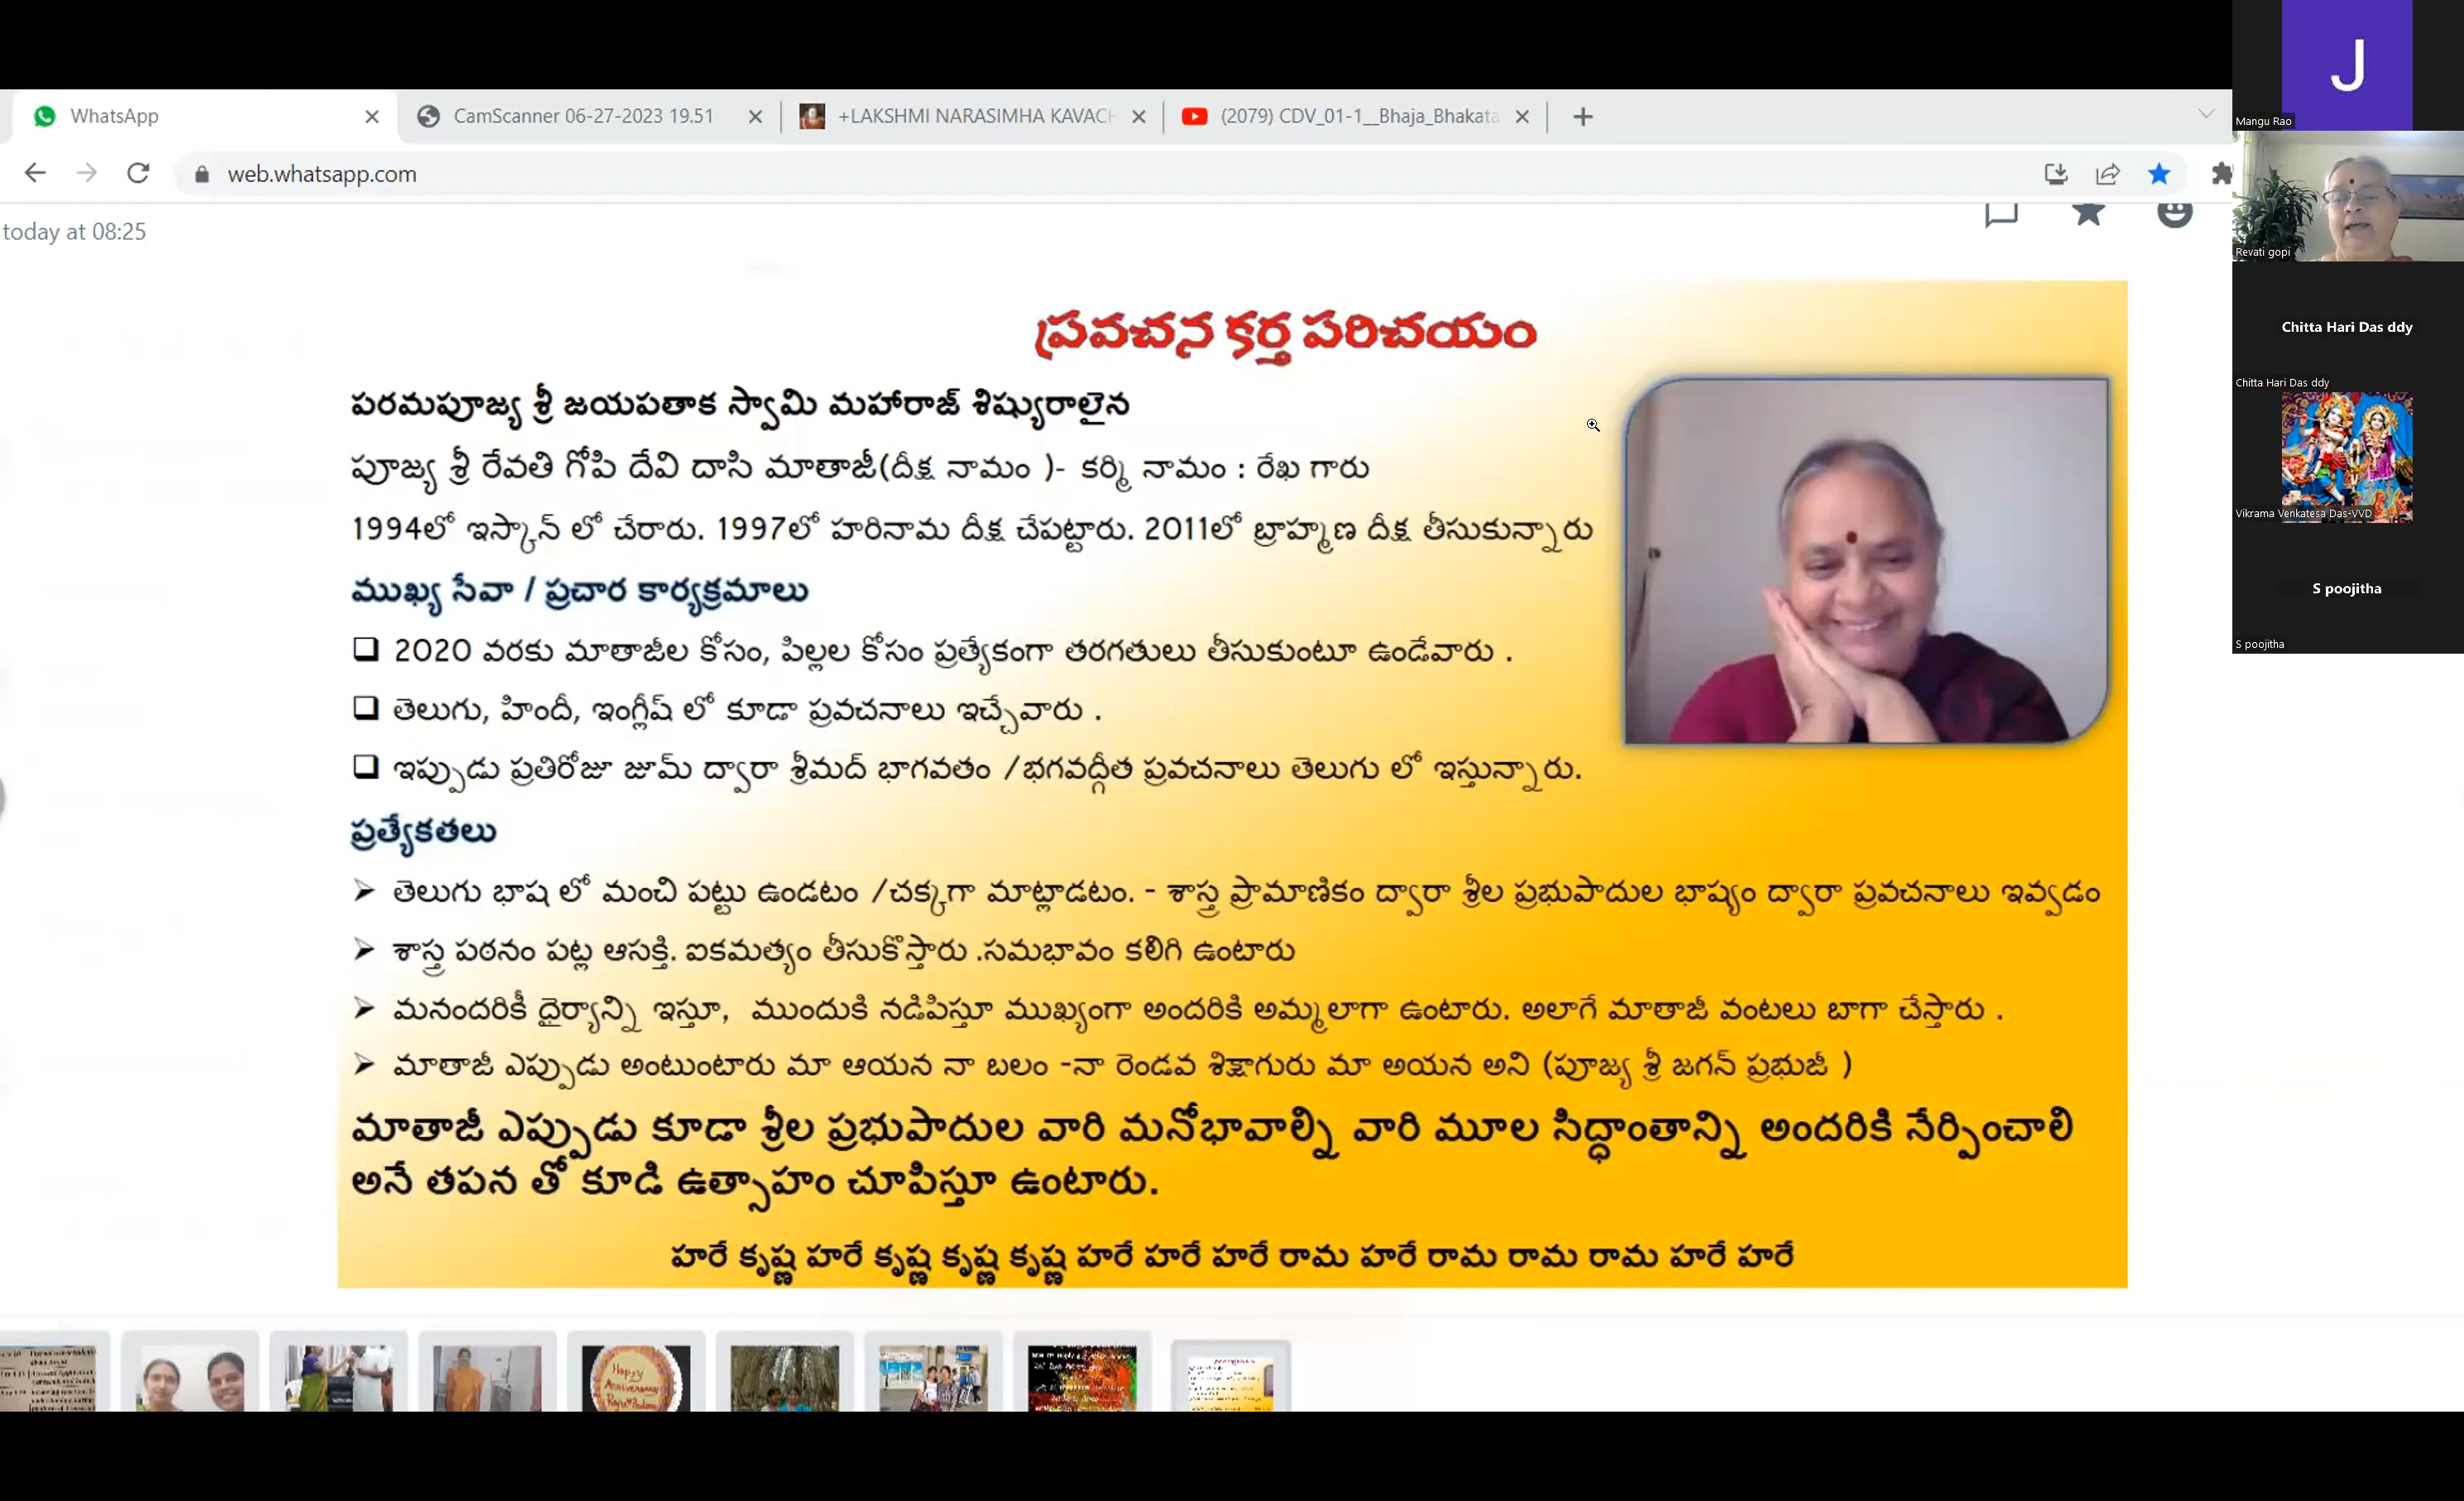 WhatsApp
CamScanner 06-27-2023 19.51
+LAKSHMI NARASIMHA KAVACH
(2079) CDV_01-1__Bhaja_Bhakata
web.whatsapp.com
today at 08:25
ప్రవచన కర్త పరిచయం
పరమపూజ్య శ్రీ జయపతాక స్వామి మహారాజ్ శిష్యురాలైన
పూజ్య శ్రీ రేవతి గోపి దేవి దాసి మాతాజీ(దీక్ష నామం )- కర్మి నామం : రేఖ గారు
1994లో ఇస్కాన్ లో చేరారు. 1997లో హరినామ దీక్ష చేపట్టారు. 2011లో బ్రాహ్మణ దీక్ష తీసుకున్నారు
ముఖ్య సేవా / ప్రచార కార్యక్రమాలు
❑ 2020 వరకు మాతాజీల కోసం, పిల్లల కోసం ప్రత్యేకంగా తరగతులు తీసుకుంటూ ఉండేవారు .
❑ తెలుగు, హిందీ, ఇంగ్లీష్ లో కూడా ప్రవచనాలు ఇచ్చేవారు .
❑ ఇప్పుడు ప్రతిరోజూ జూమ్ ద్వారా శ్రీమద్ భాగవతం /భగవద్గీత ప్రవచనాలు తెలుగు లో ఇస్తున్నారు.
ప్రత్యేకతలు
➢ తెలుగు భాష లో మంచి పట్టు ఉండటం /చక్కగా మాట్లాడటం. - శాస్త్ర ప్రామాణికం ద్వారా శ్రీల ప్రభుపాదుల భాష్యం ద్వారా ప్రవచనాలు ఇవ్వడం
➢ శాస్త్ర పఠనం పట్ల ఆసక్తి. ఐకమత్యం తీసుకొస్తారు .సమభావం కలిగి ఉంటారు
➢ మనందరికీ ధైర్యాన్ని ఇస్తూ, ముందుకి నడిపిస్తూ ముఖ్యంగా అందరికి అమ్మలాగా ఉంటారు. అలాగే మాతాజీ వంటలు బాగా చేస్తారు .
➢ మాతాజీ ఎప్పుడు అంటుంటారు మా ఆయన నా బలం -నా రెండవ శిక్షాగురు మా అయన అని (పూజ్య శ్రీ జగన్ ప్రభుజీ )
మాతాజీ ఎప్పుడు కూడా శ్రీల ప్రభుపాదుల వారి మనోభావాల్ని వారి మూల సిద్ధాంతాన్ని అందరికి నేర్పించాలి
అనే తపన తో కూడి ఉత్సాహం చూపిస్తూ ఉంటారు.
హరే కృష్ణ హరే కృష్ణ కృష్ణ కృష్ణ హరే హరే హరే రామ హరే రామ రామ రామ హరే హరే
Happy
Anniversary
J
Mangu Rao
Revati gopi
Chitta Hari Das ddy
Chitta Hari Das ddy
Vikrama Venkatesa Das-VVD
S poojitha
S poojitha